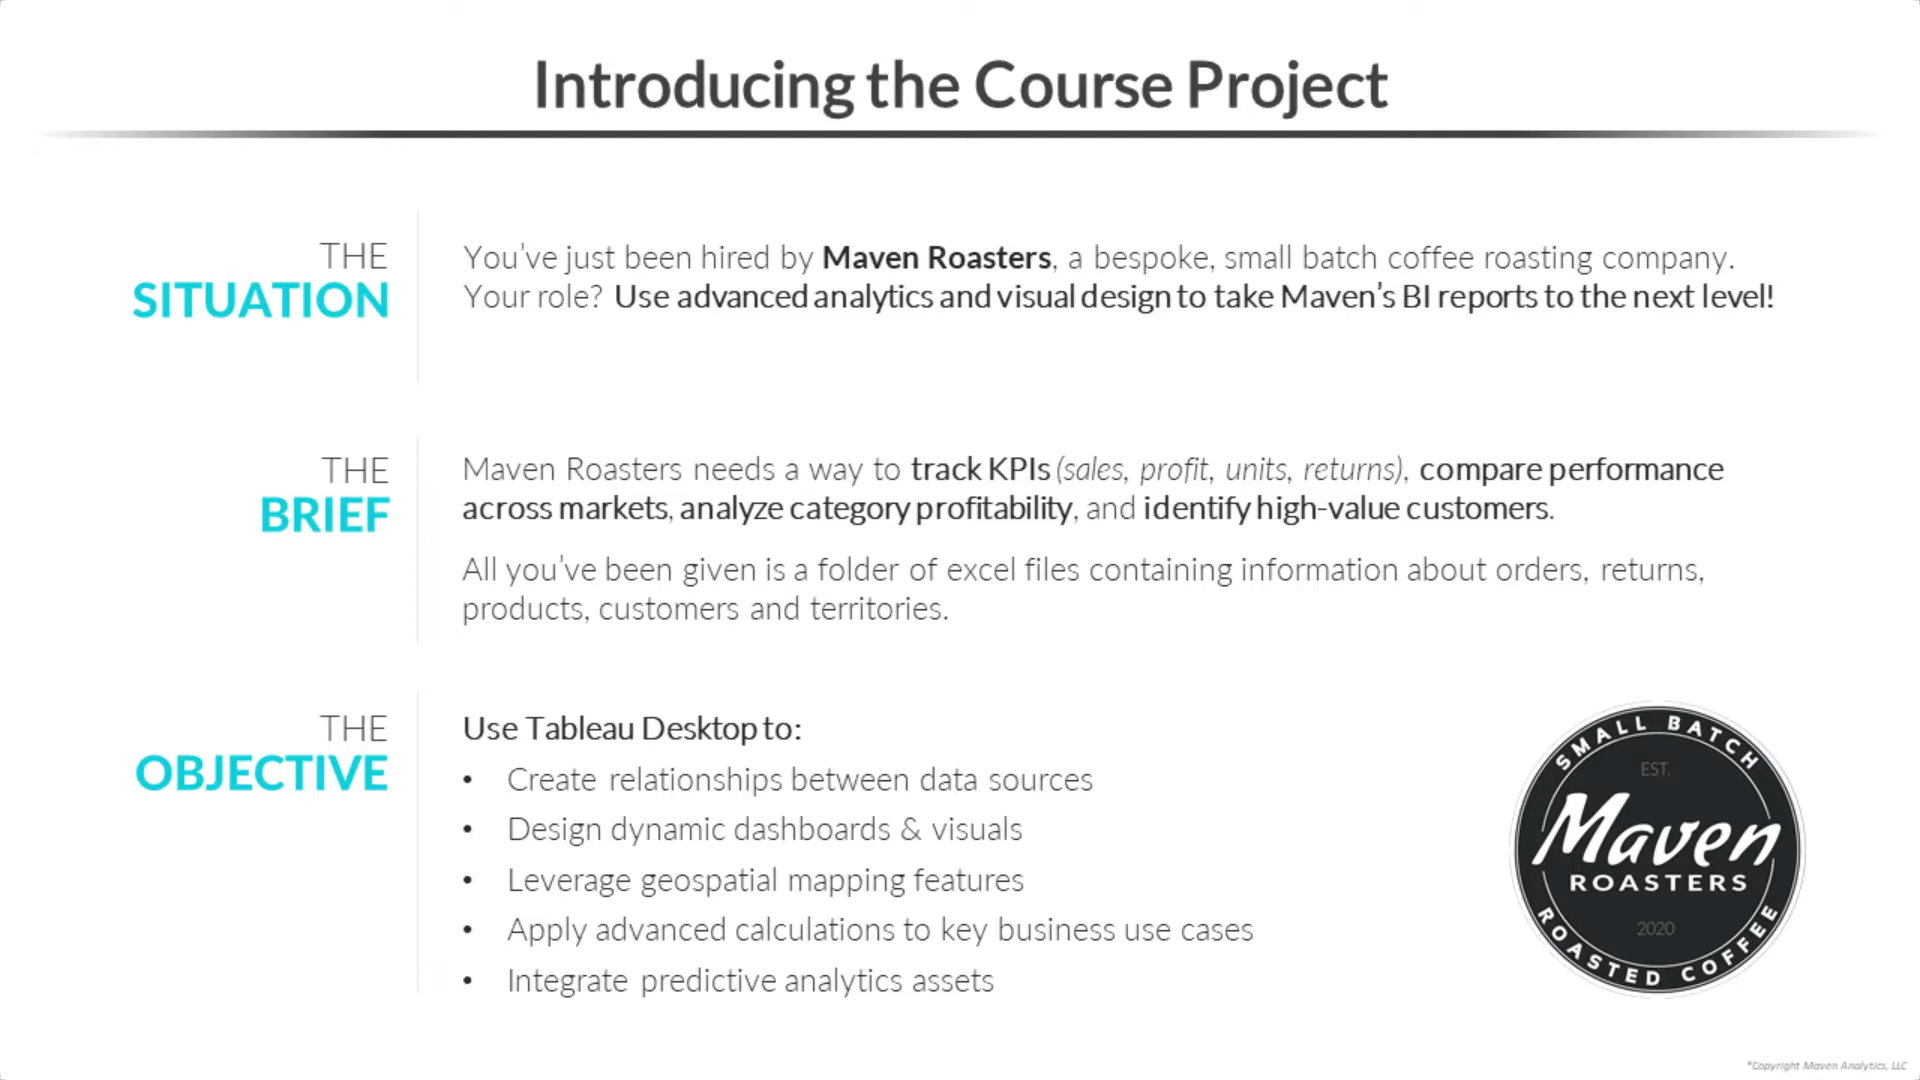 Introducing the Course Project
THE
SITUATION
You've just been hired by Maven Roasters, a bespoke, small batch coffee roasting company.
Your role? Use advanced analytics and visual design to take Maven's BI reports to the next level!
THE
BRIEF
Maven Roasters needs a way to track KPIs (sales, profit, units, returns), compare performance
across markets, analyze category profitability, and identify high-value customers.
All you've been given is a folder of excel files containing information about orders, returns,
products, customers and territories.
THE
OBJECTIVE
Use Tableau Desktop to:
• Create relationships between data sources
• Design dynamic dashboards & visuals
• Leverage geospatial mapping features
• Apply advanced calculations to key business use cases
• Integrate predictive analytics assets
SMALL BATCH
EST.
Maven
ROASTERS
2020
ROASTED COFFEE
*Copyright Maven Analytics, LLC